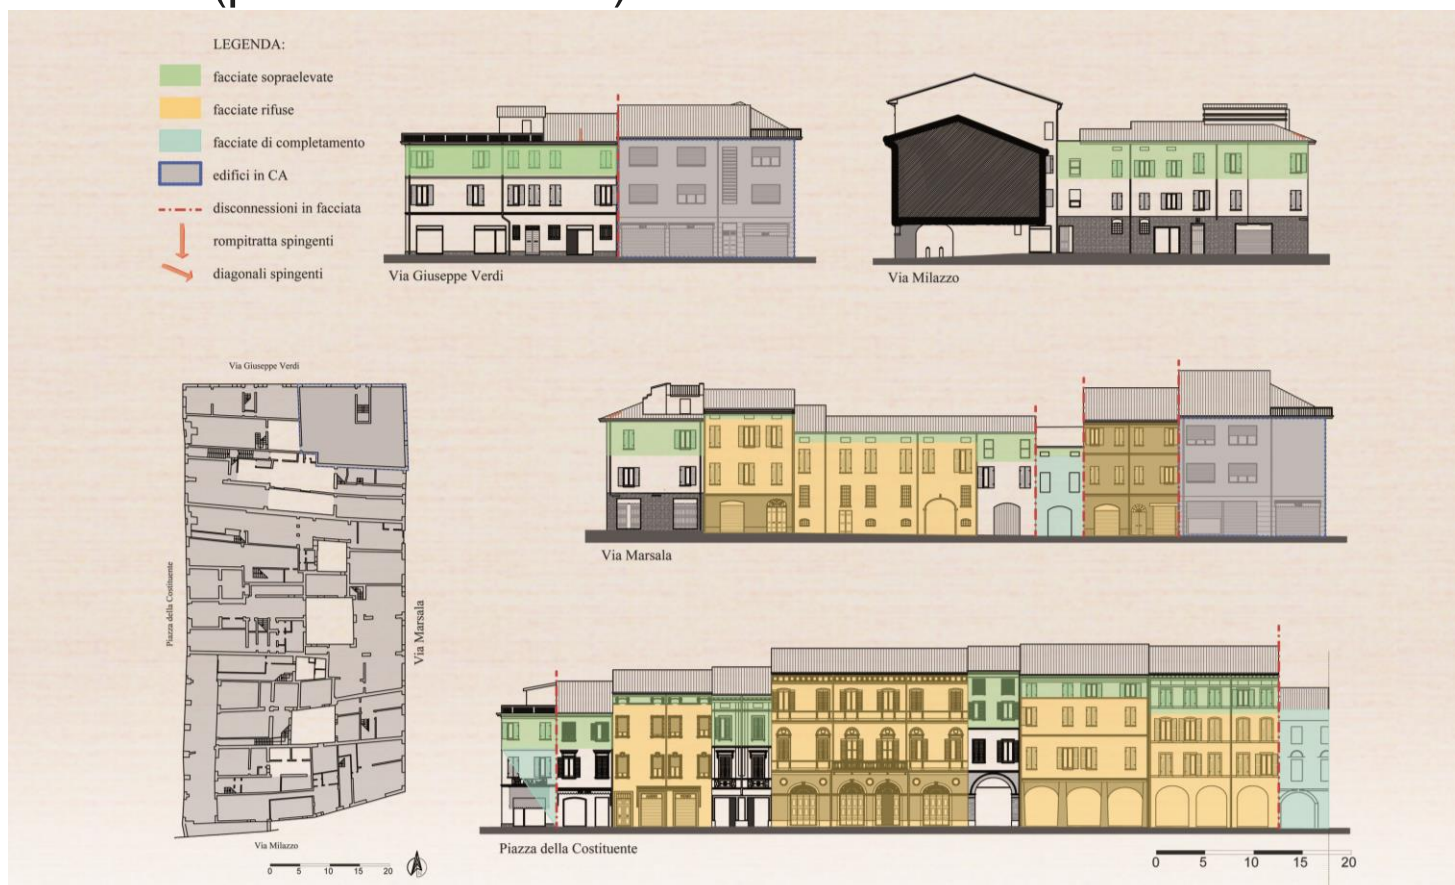 LEGENDA:
facciate sopraelevate
facciate rifuse
facciate di completamento
edifici in CA
disconnessioni in facciata
rompitratta spingenti
diagonali spingenti
Via Giuseppe Verdi
Via Milazzo
Via Giuseppe Verdi
Piazza della Costituente
Via Marsala
Via Milazzo
0 5 10 15 20
Via Marsala
Piazza della Costituente
0 5 10 15 20